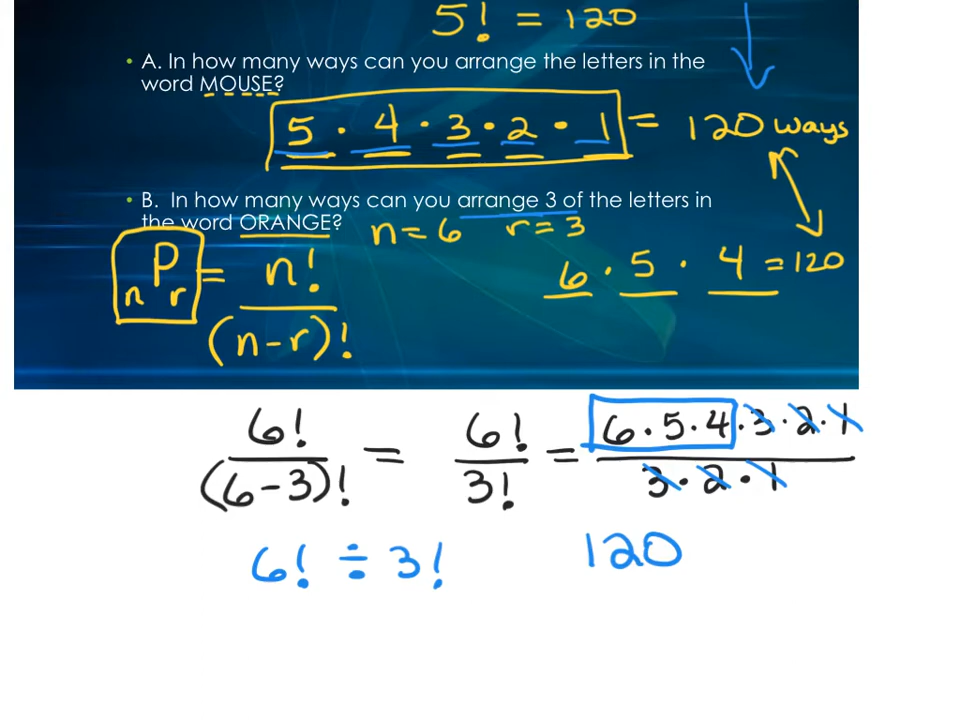 5! = 120
• A. In how many ways can you arrange the letters in the
word MOUSE?
5 · 4 · 3 · 2 · 1 = 120 ways
• B. In how many ways can you arrange 3 of the letters in
the word ORANGE? n = 6 r = 3
6 · 5 · 4 = 120
nPr = n! / (n-r)!
6! / (6-3)! = 6! / 3! = 6·5·4·3·2·1 / 3·2·1
6! ÷ 3! 120